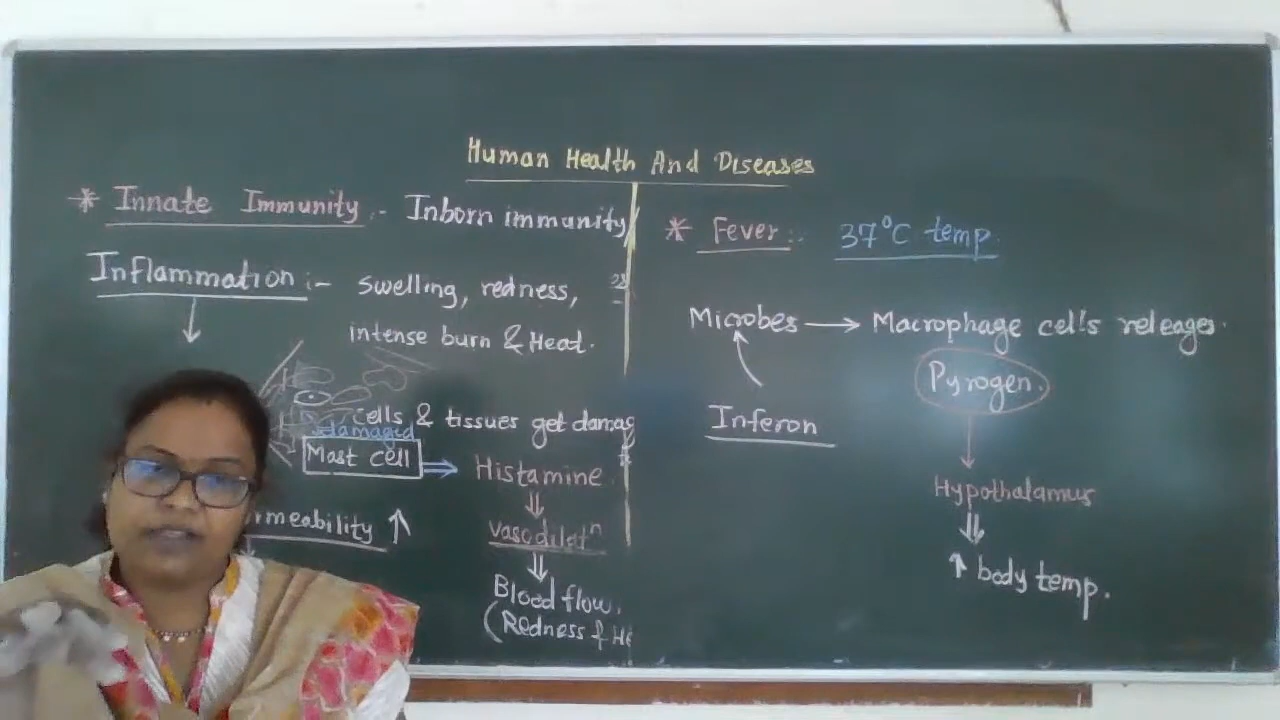 Human Health And Diseases
* Innate Immunity :- Inborn immunity
Inflammation :- swelling, redness,
intense burn & Heat.
cells & tissues get damag
damaged
Mast cell ⇒ Histamine
⇓
rmeability ↑
Vasodilatⁿ
⇓
Blood flow.
(Redness & He
* Fever :- 37°C temp.
Microbes → Macrophage cells releages.
Pyrogen.
Inferon
Hypothalamus
⇓
↑ body temp.